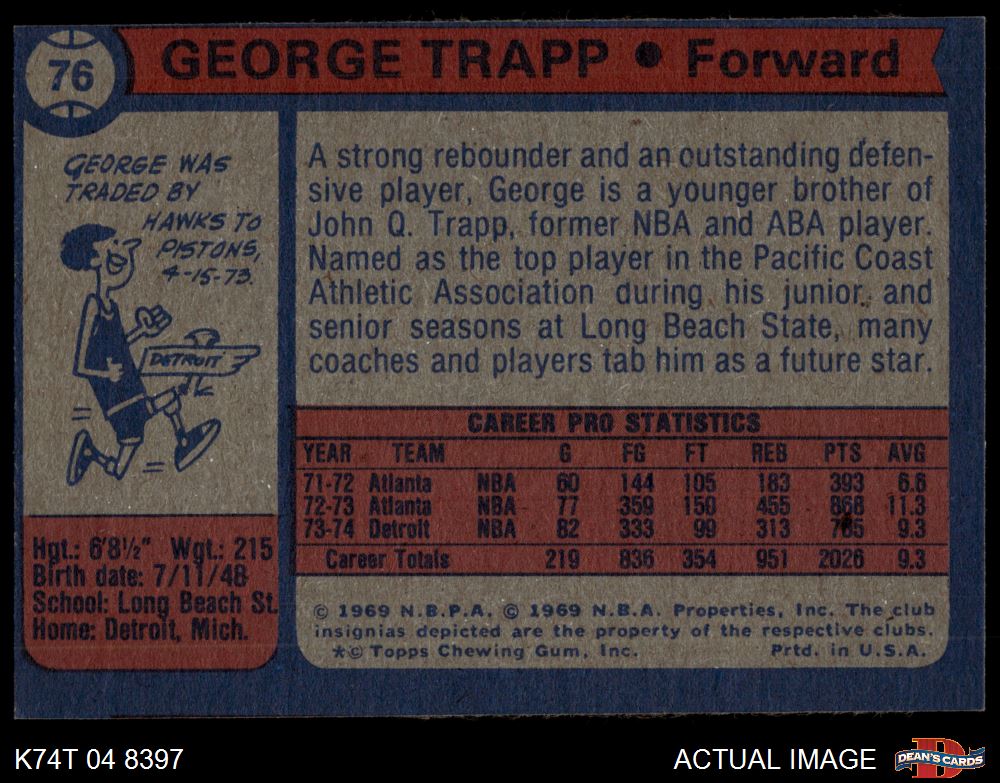 76
GEORGE TRAPP • Forward
GEORGE WAS
TRADED BY
HAWKS TO
PISTONS,
4-15-73.
DETROIT
Hgt.: 6'8½" Wgt.: 215
Birth date: 7/11/48
School: Long Beach St.
Home: Detroit, Mich.
A strong rebounder and an outstanding defen-
sive player, George is a younger brother of
John Q. Trapp, former NBA and ABA player.
Named as the top player in the Pacific Coast
Athletic Association during his junior and
senior seasons at Long Beach State, many
coaches and players tab him as a future star.
CAREER PRO STATISTICS
YEAR TEAM G FG FT REB PTS AVG
71-72 Atlanta NBA 60 144 105 183 393 6.6
72-73 Atlanta NBA 77 359 150 455 868 11.3
73-74 Detroit NBA 82 333 99 313 765 9.3
Career Totals 219 836 354 951 2026 9.3
© 1969 N.B.P.A. © 1969 N.B.A. Properties, Inc. The club
insignias depicted are the property of the respective clubs.
*© Topps Chewing Gum, Inc. Prtd. in U.S.A.
K74T 04 8397
ACTUAL IMAGE
D
DEAN'S CARDS